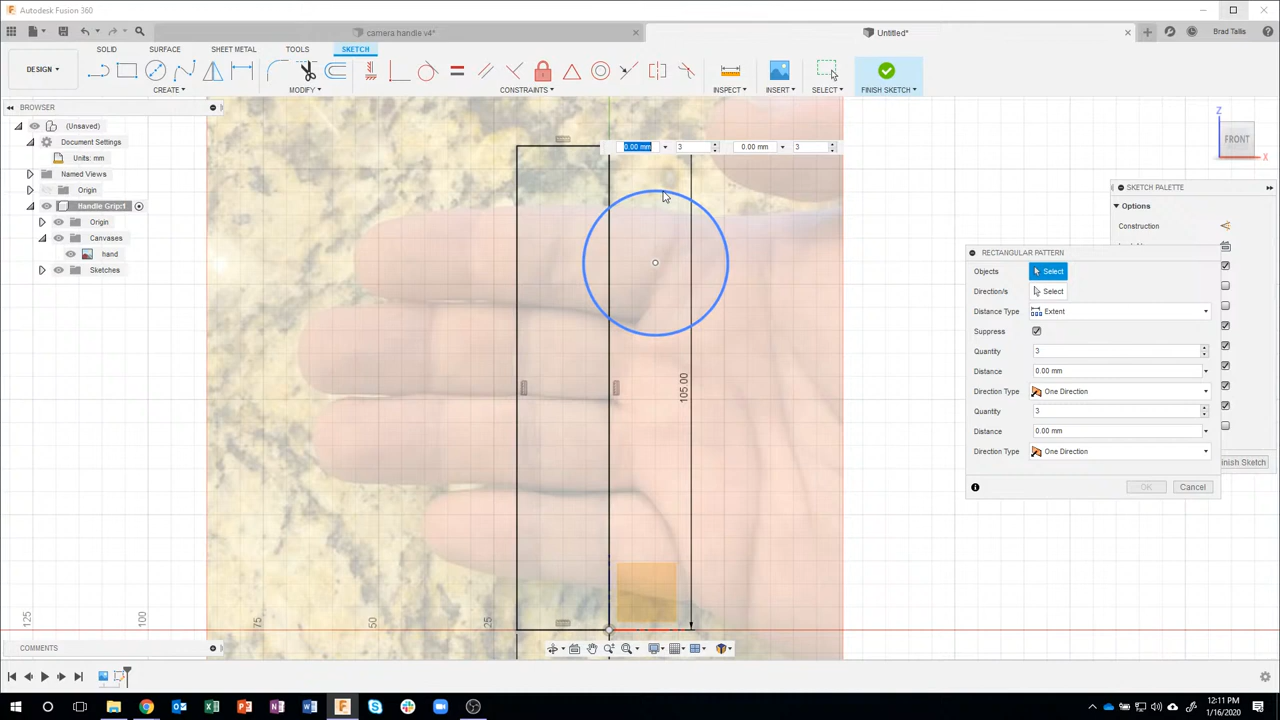 Autodesk Fusion 360
camera handle v4*
Untitled*
Brad Tallis
DESIGN
SOLID
SURFACE
SHEET METAL
TOOLS
SKETCH
CREATE
MODIFY
CONSTRAINTS
INSPECT
INSERT
SELECT
FINISH SKETCH
BROWSER
(Unsaved)
Document Settings
Units: mm
Named Views
Origin
Handle Grip:1
Origin
Canvases
hand
Sketches
0.00 mm
3
0.00 mm
3
Z
FRONT
X
SKETCH PALETTE
Options
Construction
RECTANGULAR PATTERN
Objects
Select
Direction/s
Select
Distance Type
Extent
Suppress
Quantity
3
Distance
0.00 mm
Direction Type
One Direction
Quantity
3
Distance
0.00 mm
Direction Type
One Direction
OK
Cancel
Finish Sketch
105.00
125
100
75
50
25
COMMENTS
12:11 PM
1/16/2020